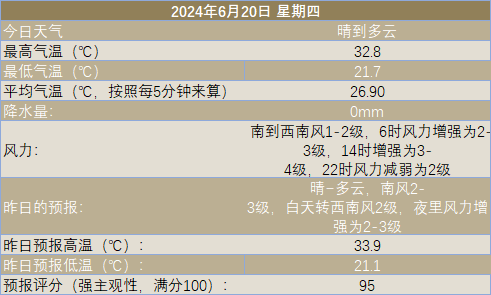 2024年6月20日 星期四
今日天气 晴到多云
最高气温（℃） 32.8
最低气温（℃） 21.7
平均气温（℃，按照每5分钟来算） 26.90
降水量： 0mm
风力： 南到西南风1-2级，6时风力增强为2-
3级，14时增强为3-
4级，22时风力减弱为2级
昨日的预报： 晴-多云，南风2-
3级，白天转西南风2级，夜里风力增
强为2-3级
昨日预报高温（℃）： 33.9
昨日预报低温（℃）： 21.1
预报评分（强主观性，满分100）： 95